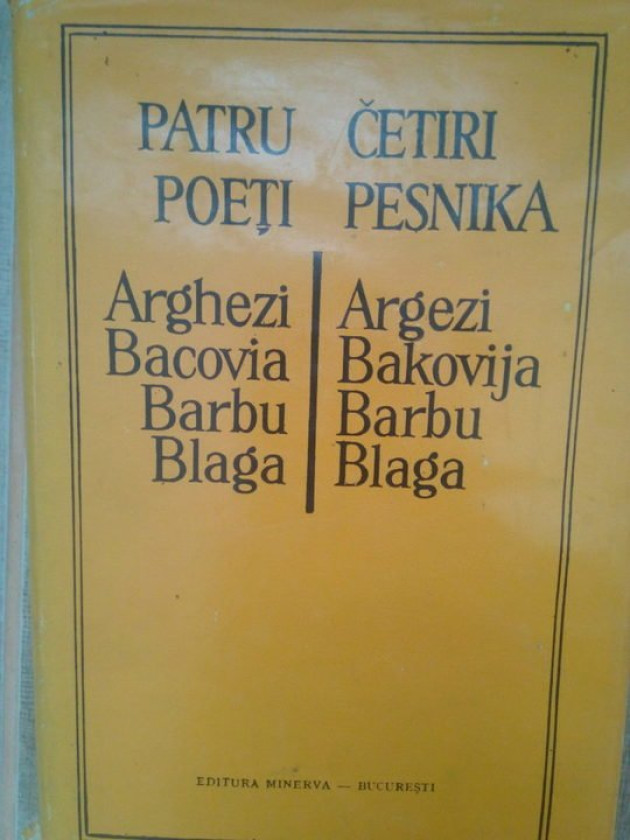 PATRU
POEȚI
Arghezi
Bacovia
Barbu
Blaga
ČETIRI
PESNIKA
Argezi
Bakovija
Barbu
Blaga
EDITURA MINERVA — BUCUREȘTI